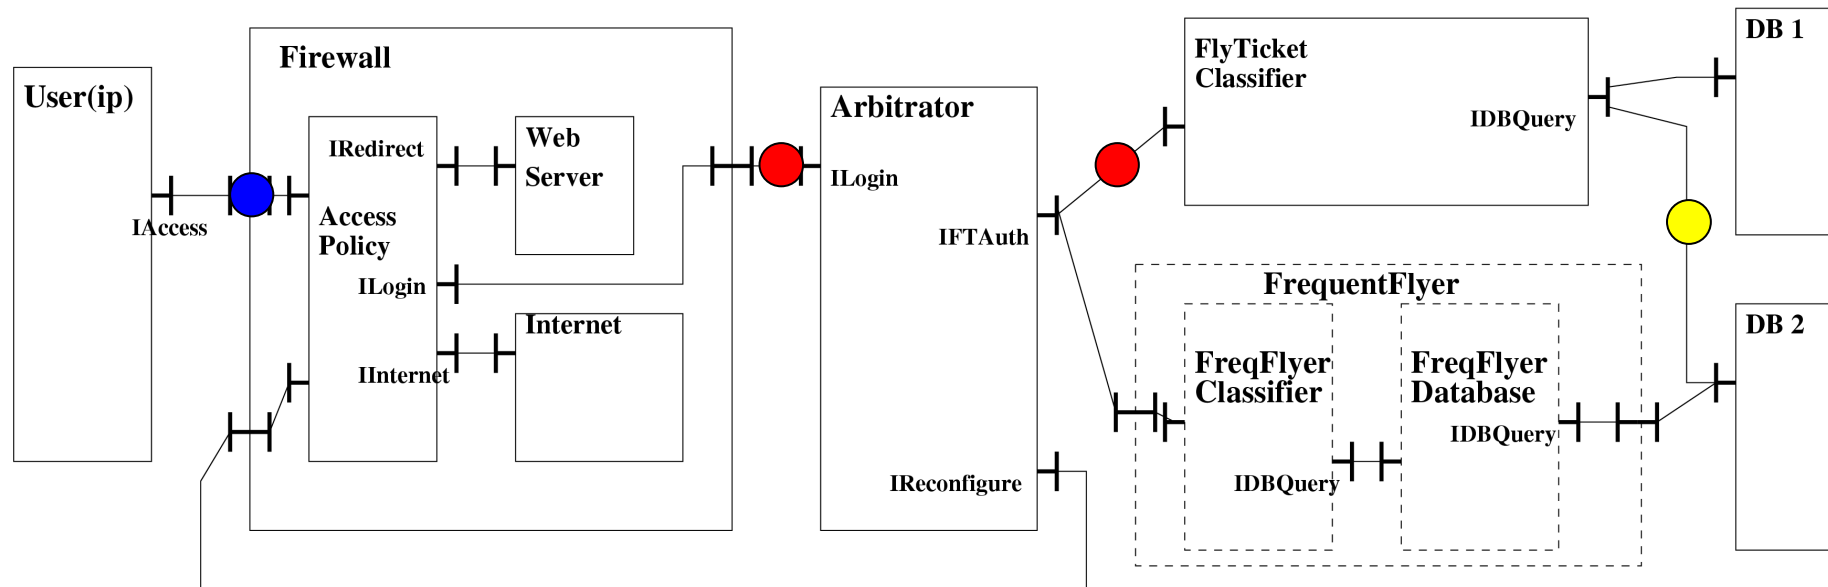 User(ip)
IAccess
Firewall
IRedirect
Access
Policy
ILogin
IInternet
Web
Server
Internet
Arbitrator
ILogin
IFTAuth
IReconfigure
FlyTicket
Classifier
IDBQuery
FrequentFlyer
FreqFlyer
Classifier
IDBQuery
FreqFlyer
Database
IDBQuery
DB 1
DB 2